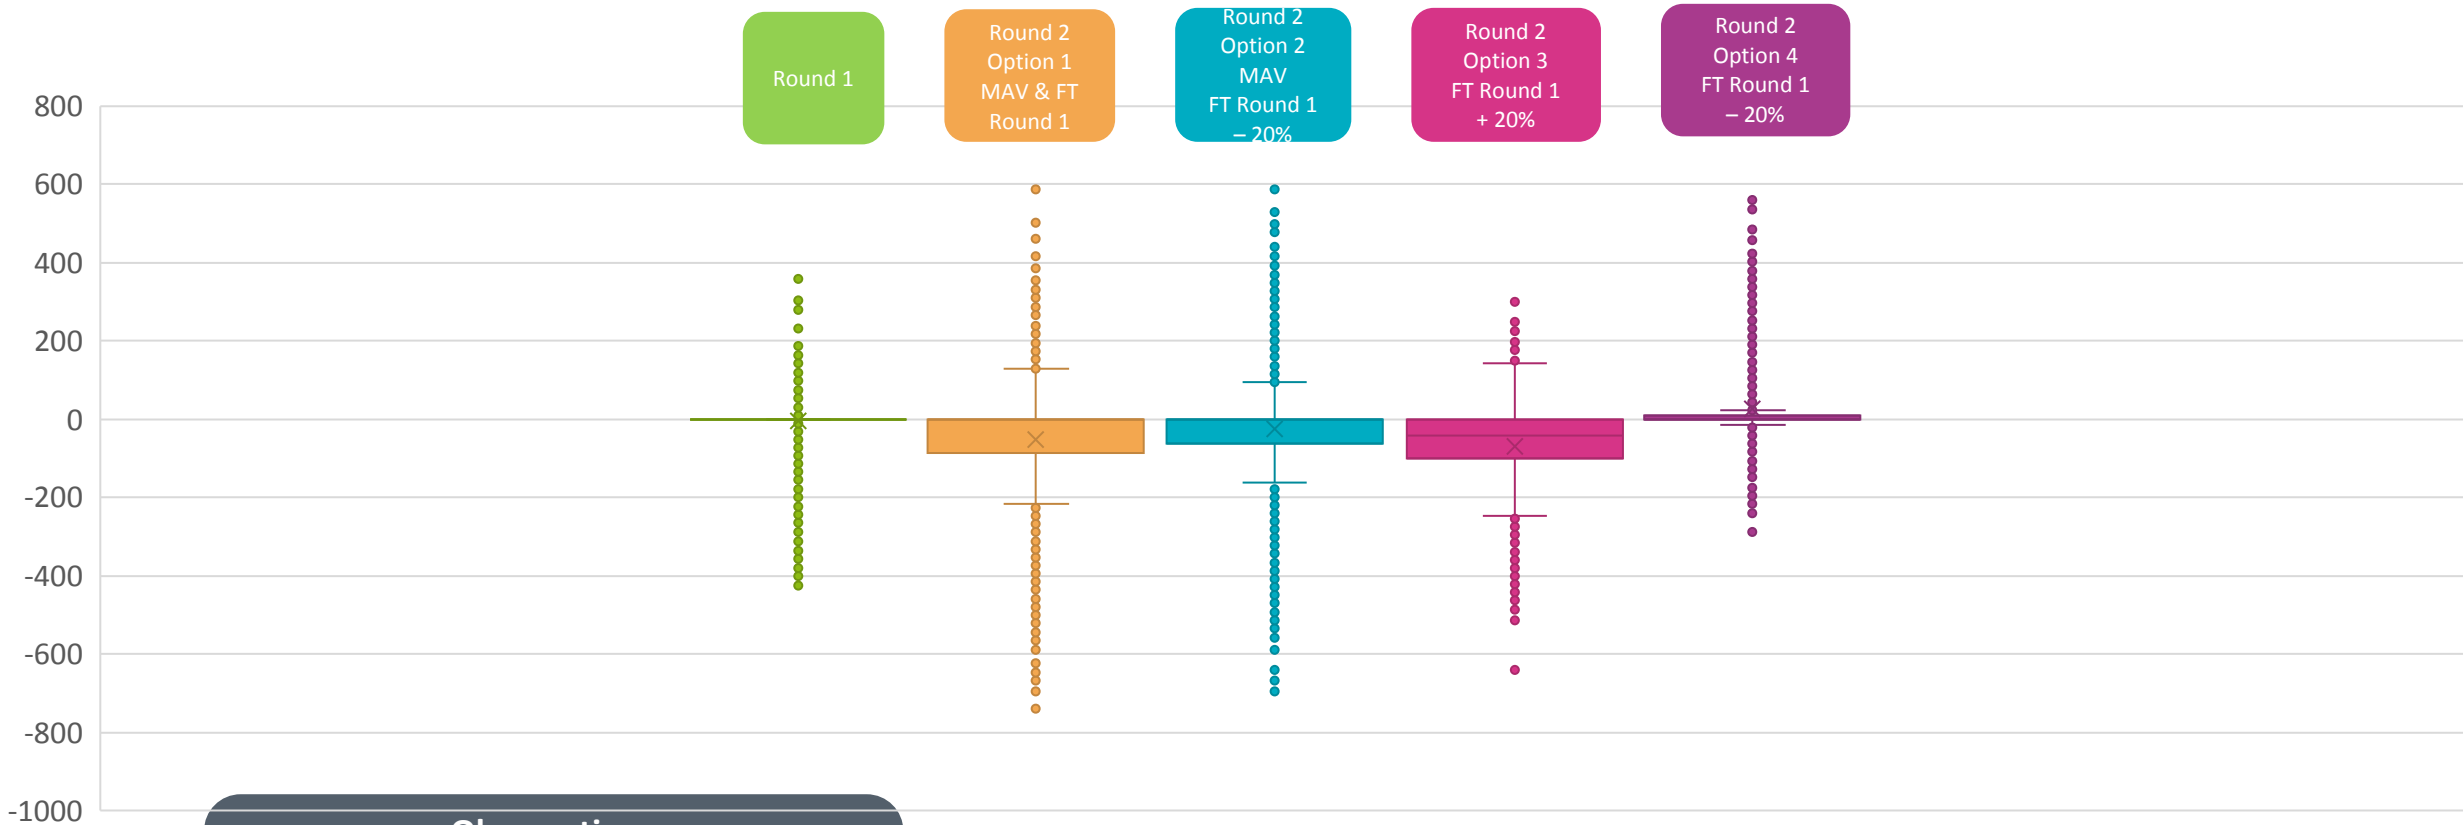 Round 1
Round 2
Option 1
MAV & FT
Round 1
Round 2
Option 2
MAV
FT Round 1
– 20%
Round 2
Option 3
FT Round 1
+ 20%
Round 2
Option 4
FT Round 1
– 20%
800
600
400
200
0
-200
-400
-600
-800
-1000